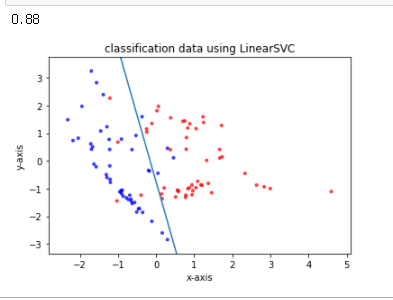 0.88
classification data using LinearSVC
3
2
1
0
−1
−2
−3
y-axis
−2 −1 0 1 2 3 4 5
x-axis